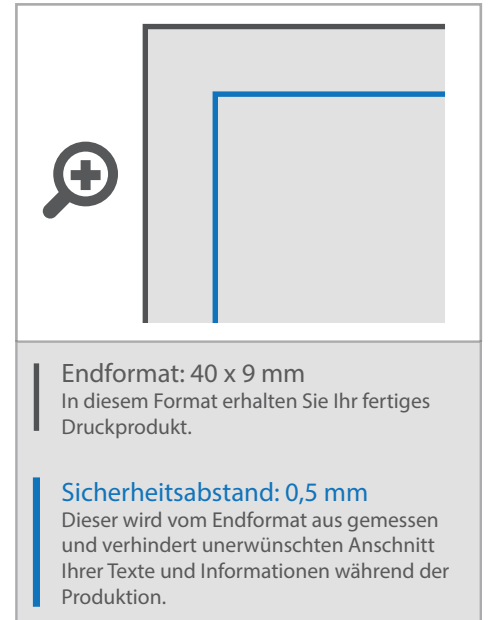 Endformat: 40 x 9 mm
In diesem Format erhalten Sie Ihr fertiges
Druckprodukt.
Sicherheitsabstand: 0,5 mm
Dieser wird vom Endformat aus gemessen
und verhindert unerwünschten Anschnitt
Ihrer Texte und Informationen während der
Produktion.